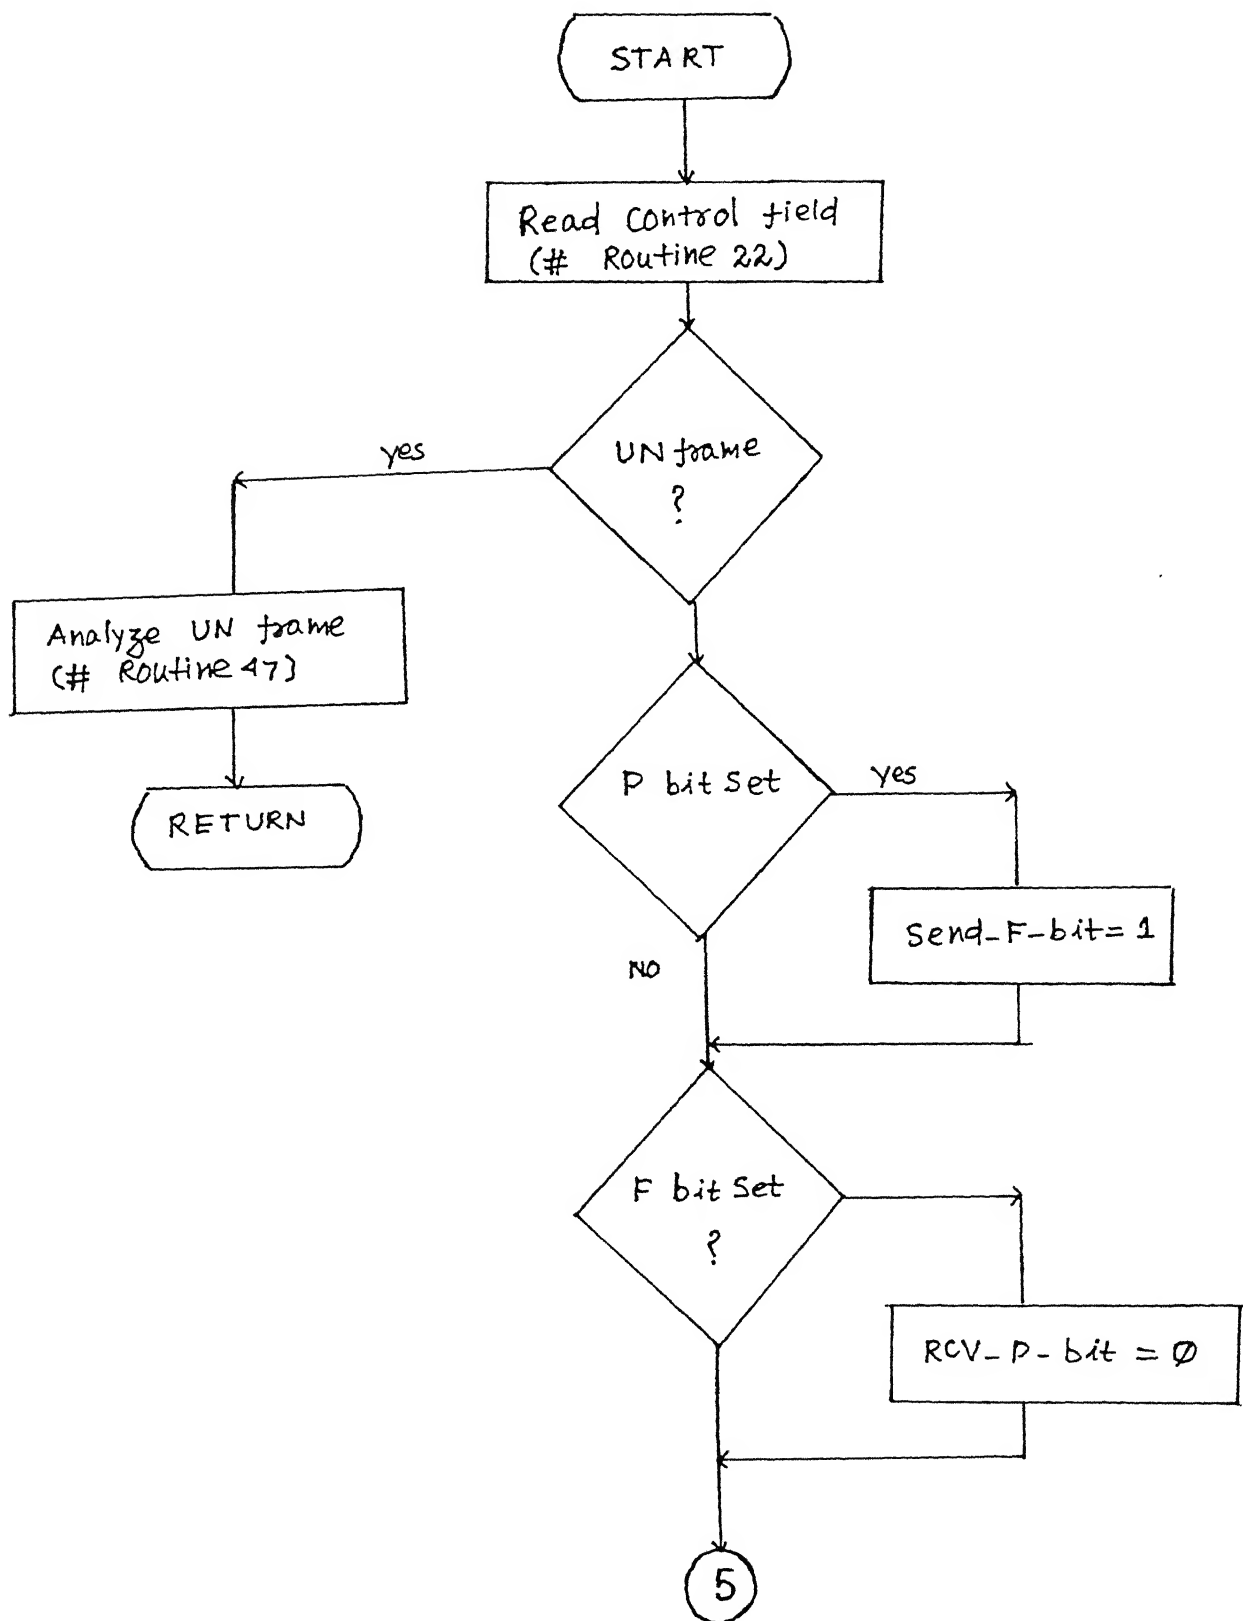 START
Read Control field
(# Routine 22)
UN frame
?
yes
Analyze UN frame
(# Routine 47)
RETURN
P bit Set
yes
Send_F_bit= 1
NO
F bit Set
?
RCV_P_bit = Ø
5